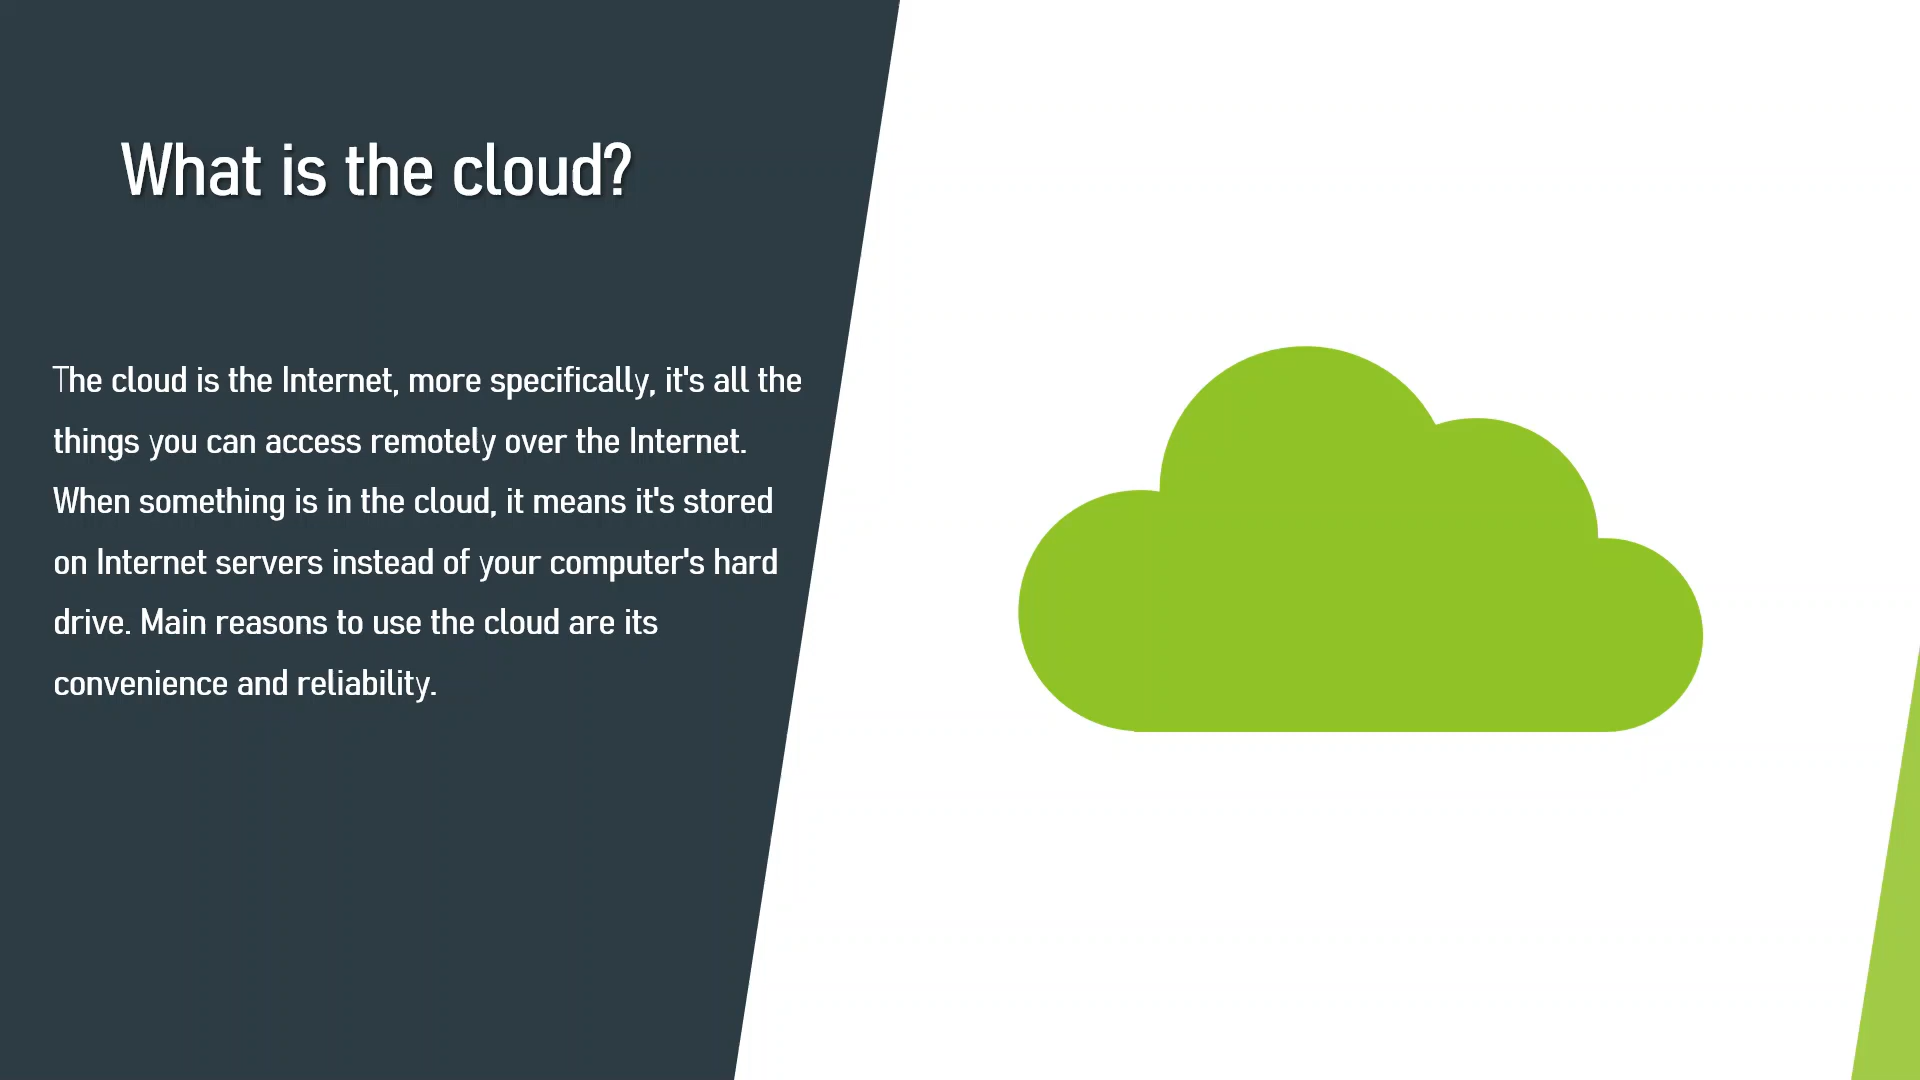 What is the cloud?
The cloud is the Internet, more specifically, it's all the
things you can access remotely over the Internet.
When something is in the cloud, it means it's stored
on Internet servers instead of your computer's hard
drive. Main reasons to use the cloud are its
convenience and reliability.